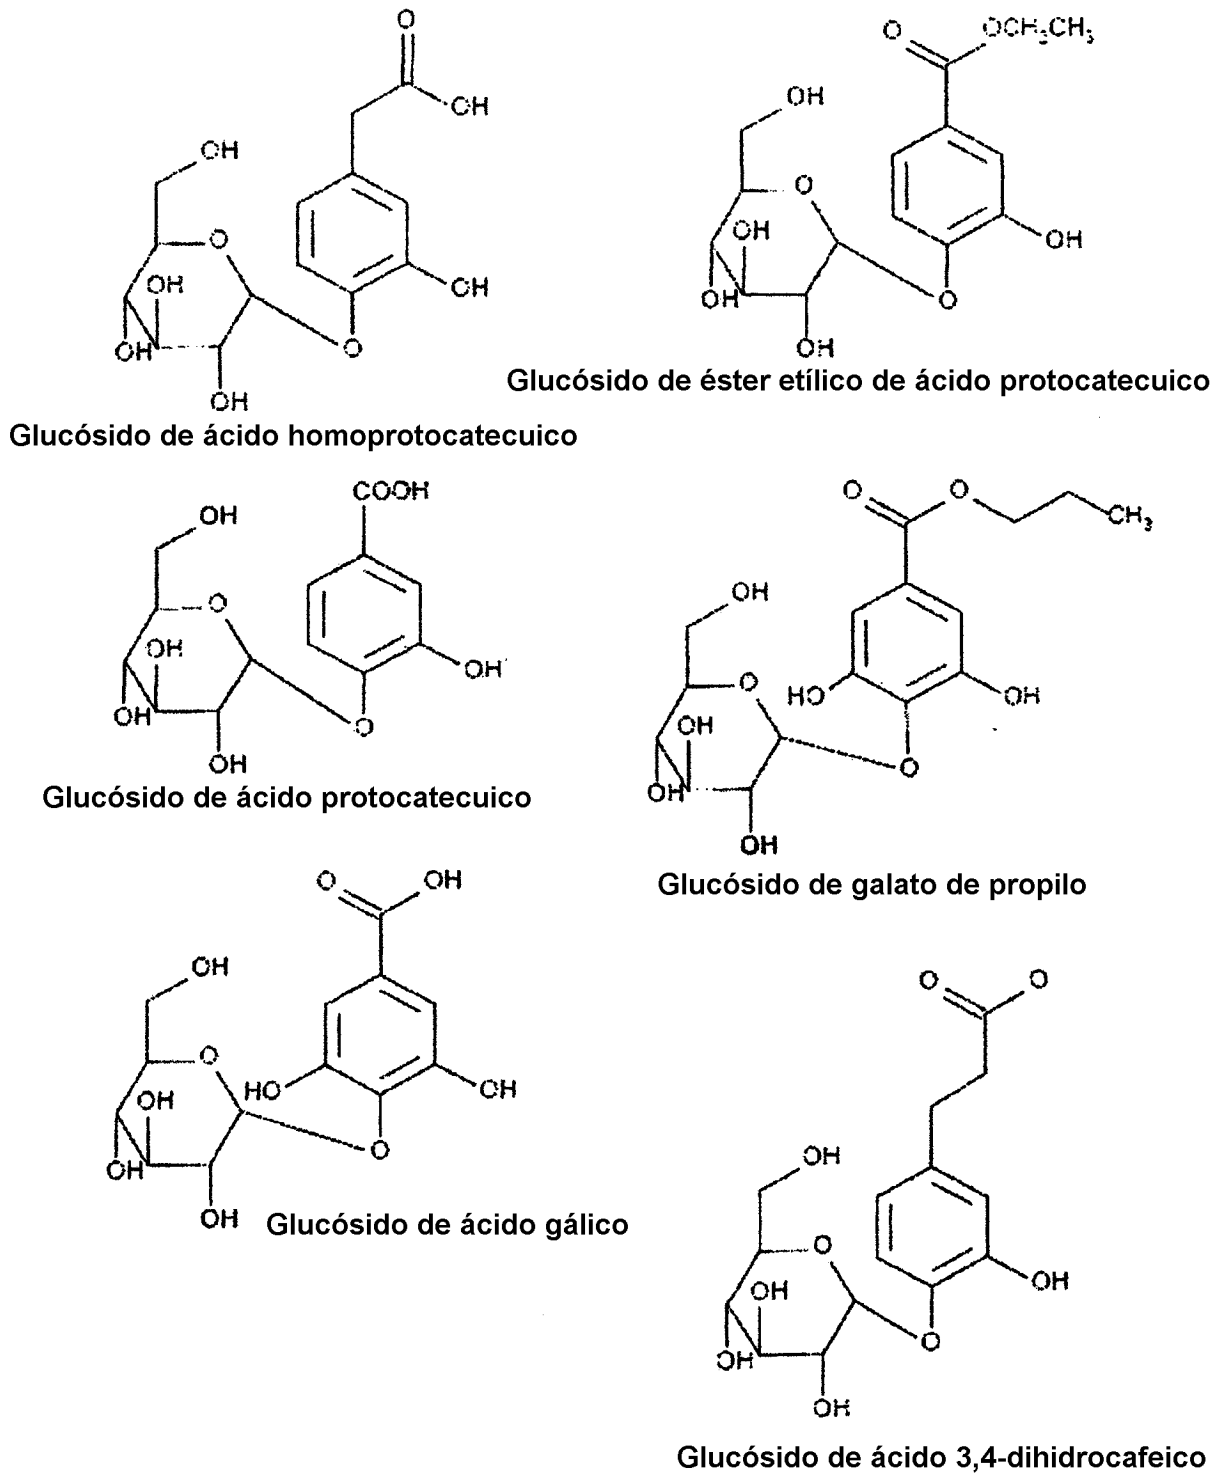 O
OH
OH
O
OH
OH
OH
O
OH
Glucósido de ácido homoprotocatecuico
O
OCH₂CH₃
OH
O
OH
OH
OH
O
OH
Glucósido de éster etílico de ácido protocatecuico
COOH
OH
O
OH
OH
OH
O
OH
Glucósido de ácido protocatecuico
O
O
CH₃
OH
O
HO
OH
OH
OH
O
OH
Glucósido de galato de propilo
O
OH
OH
O
HO
OH
OH
OH
O
OH
Glucósido de ácido gálico
O
O
OH
O
OH
OH
OH
O
OH
Glucósido de ácido 3,4-dihidrocafeico